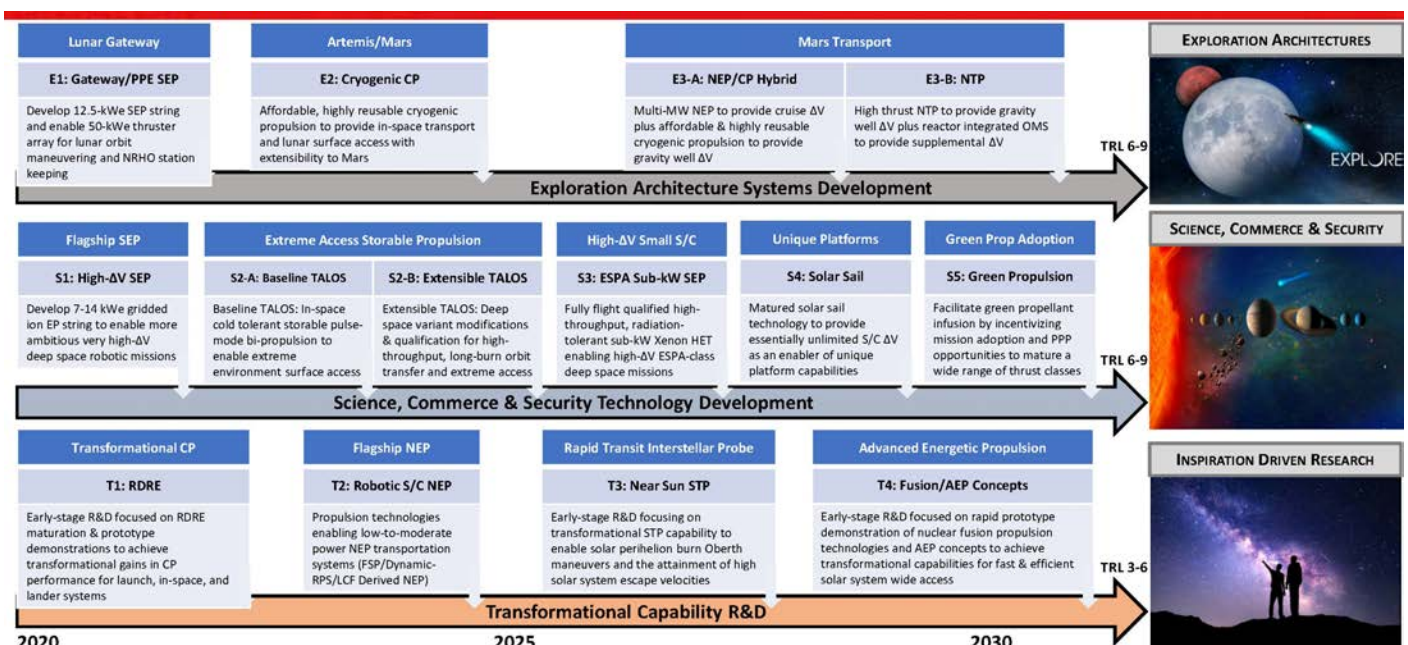 Lunar Gateway
E1: Gateway/PPE SEP
Develop 12.5-kWe SEP string
and enable 50-kWe thruster
array for lunar orbit
maneuvering and NRHO station
keeping
Artemis/Mars
E2: Cryogenic CP
Affordable, highly reusable cryogenic
propulsion to provide in-space transport
and lunar surface access with
extensibility to Mars
Mars Transport
E3-A: NEP/CP Hybrid
Multi-MW NEP to provide cruise ΔV
plus affordable & highly reusable
cryogenic propulsion to provide
gravity well ΔV
E3-B: NTP
High thrust NTP to provide gravity
well ΔV plus reactor integrated OMS
to provide supplemental ΔV
TRL 6-9
Exploration Architecture Systems Development
EXPLORATION ARCHITECTURES
EXPLORE
Flagship SEP
S1: High-ΔV SEP
Develop 7-14 kWe gridded
ion EP string to enable more
ambitious very high-ΔV
deep space robotic missions
Extreme Access Storable Propulsion
S2-A: Baseline TALOS
Baseline TALOS: In-space
cold tolerant storable pulse-
mode bi-propulsion to
enable extreme
environment surface access
S2-B: Extensible TALOS
Extensible TALOS: Deep
space variant modifications
& qualification for high-
throughput, long-burn orbit
transfer and extreme access
High-ΔV Small S/C
S3: ESPA Sub-kW SEP
Fully flight qualified high-
throughput, radiation-
tolerant sub-kW Xenon HET
enabling high-ΔV ESPA-class
deep space missions
Unique Platforms
S4: Solar Sail
Matured solar sail
technology to provide
essentially unlimited S/C ΔV
as an enabler of unique
platform capabilities
Green Prop Adoption
S5: Green Propulsion
Facilitate green propellant
infusion by incentivizing
mission adoption and PPP
opportunities to mature a
wide range of thrust classes
TRL 6-9
Science, Commerce & Security Technology Development
SCIENCE, COMMERCE & SECURITY
Transformational CP
T1: RDRE
Early-stage R&D focused on RDRE
maturation & prototype
demonstrations to achieve
transformational gains in CP
performance for launch, in-space, and
lander systems
Flagship NEP
T2: Robotic S/C NEP
Propulsion technologies
enabling low-to-moderate
power NEP transportation
systems (FSP/Dynamic-
RPS/LCF Derived NEP)
Rapid Transit Interstellar Probe
T3: Near Sun STP
Early-stage R&D focusing on
transformational STP capability to
enable solar perihelion burn Oberth
maneuvers and the attainment of high
solar system escape velocities
Advanced Energetic Propulsion
T4: Fusion/AEP Concepts
Early-stage R&D focused on rapid prototype
demonstration of nuclear fusion propulsion
technologies and AEP concepts to achieve
transformational capabilities for fast & efficient
solar system wide access
TRL 3-6
Transformational Capability R&D
INSPIRATION DRIVEN RESEARCH
2020
2025
2030